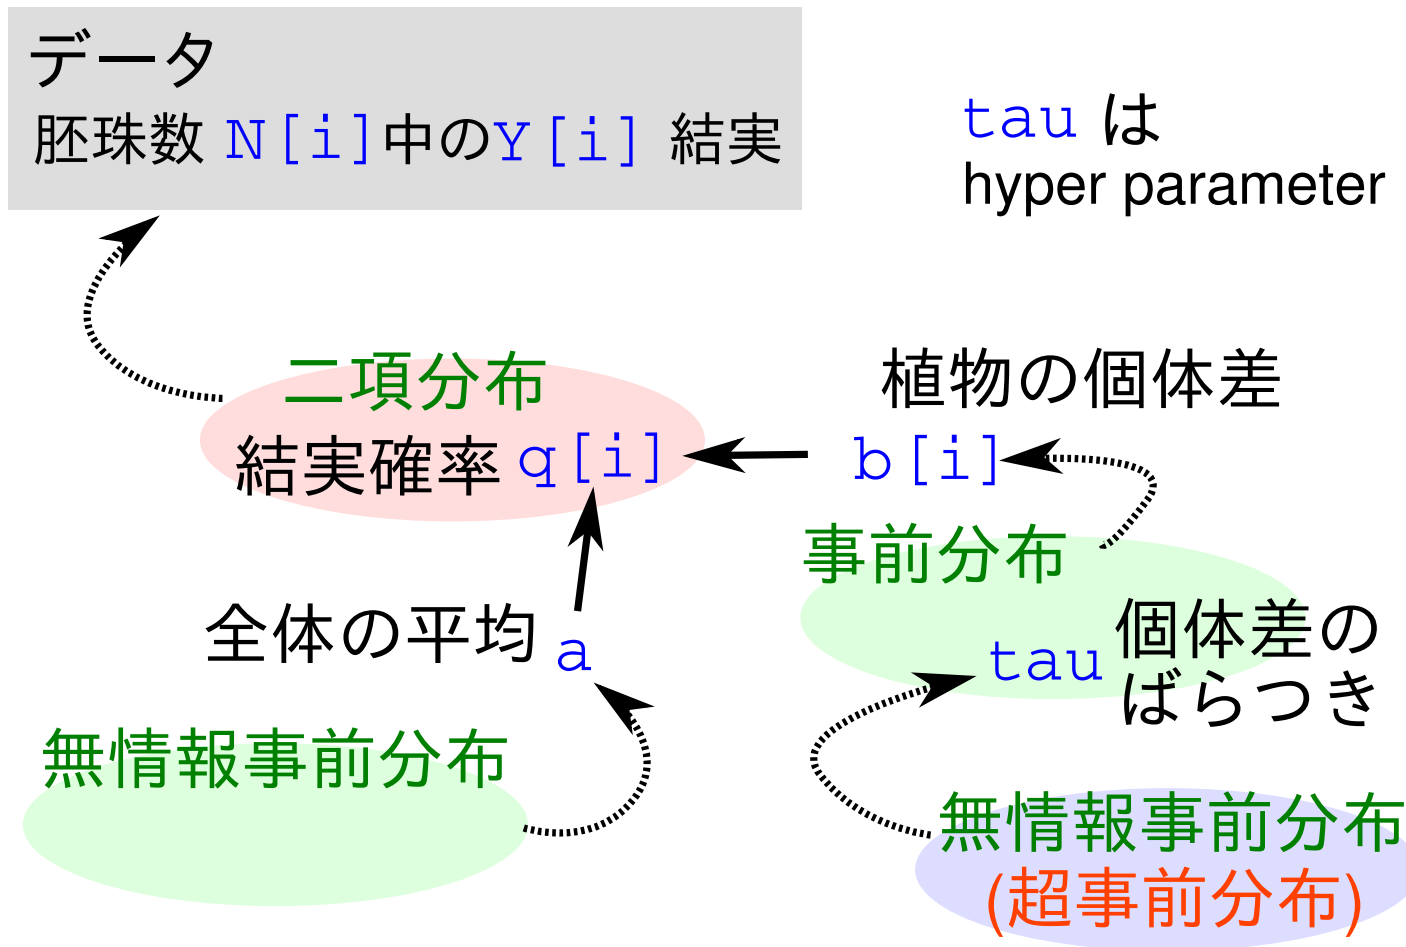 データ
胚珠数 N[i]中のY[i] 結実
tau は
hyper parameter
二項分布
結実確率 q[i]
植物の個体差
b[i]
事前分布
tau 個体差の
ばらつき
全体の平均 a
無情報事前分布
無情報事前分布
(超事前分布)